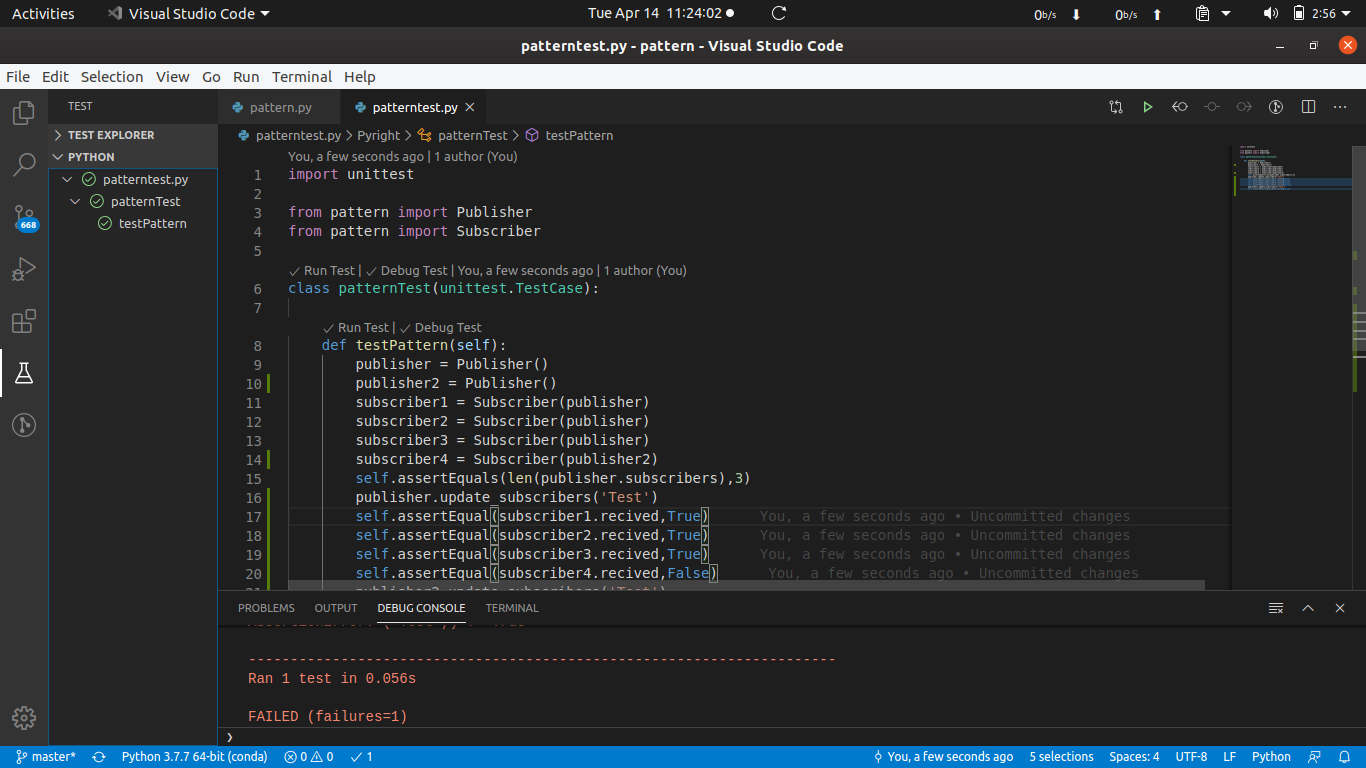 Activities Visual Studio Code Tue Apr 14 11:24:02 0b/s 0b/s 2:56
patterntest.py - pattern - Visual Studio Code
File Edit Selection View Go Run Terminal Help
TEST
pattern.py patterntest.py
TEST EXPLORER
PYTHON
patterntest.py
patternTest
testPattern
668
patterntest.py > Pyright > patternTest > testPattern
You, a few seconds ago | 1 author (You)
1 import unittest
2
3 from pattern import Publisher
4 from pattern import Subscriber
5
✓ Run Test | ✓ Debug Test | You, a few seconds ago | 1 author (You)
6 class patternTest(unittest.TestCase):
7
✓ Run Test | ✓ Debug Test
8 def testPattern(self):
9 publisher = Publisher()
10 publisher2 = Publisher()
11 subscriber1 = Subscriber(publisher)
12 subscriber2 = Subscriber(publisher)
13 subscriber3 = Subscriber(publisher)
14 subscriber4 = Subscriber(publisher2)
15 self.assertEquals(len(publisher.subscribers),3)
16 publisher.update_subscribers('Test')
17 self.assertEqual(subscriber1.recived,True) You, a few seconds ago • Uncommitted changes
18 self.assertEqual(subscriber2.recived,True) You, a few seconds ago • Uncommitted changes
19 self.assertEqual(subscriber3.recived,True) You, a few seconds ago • Uncommitted changes
20 self.assertEqual(subscriber4.recived,False) You, a few seconds ago • Uncommitted changes
21 publisher2.update_subscribers('Test')
PROBLEMS OUTPUT DEBUG CONSOLE TERMINAL
----------------------------------------------------------------------
Ran 1 test in 0.056s
FAILED (failures=1)
master* Python 3.7.7 64-bit (conda) 0 0 ✓ 1 You, a few seconds ago 5 selections Spaces: 4 UTF-8 LF Python